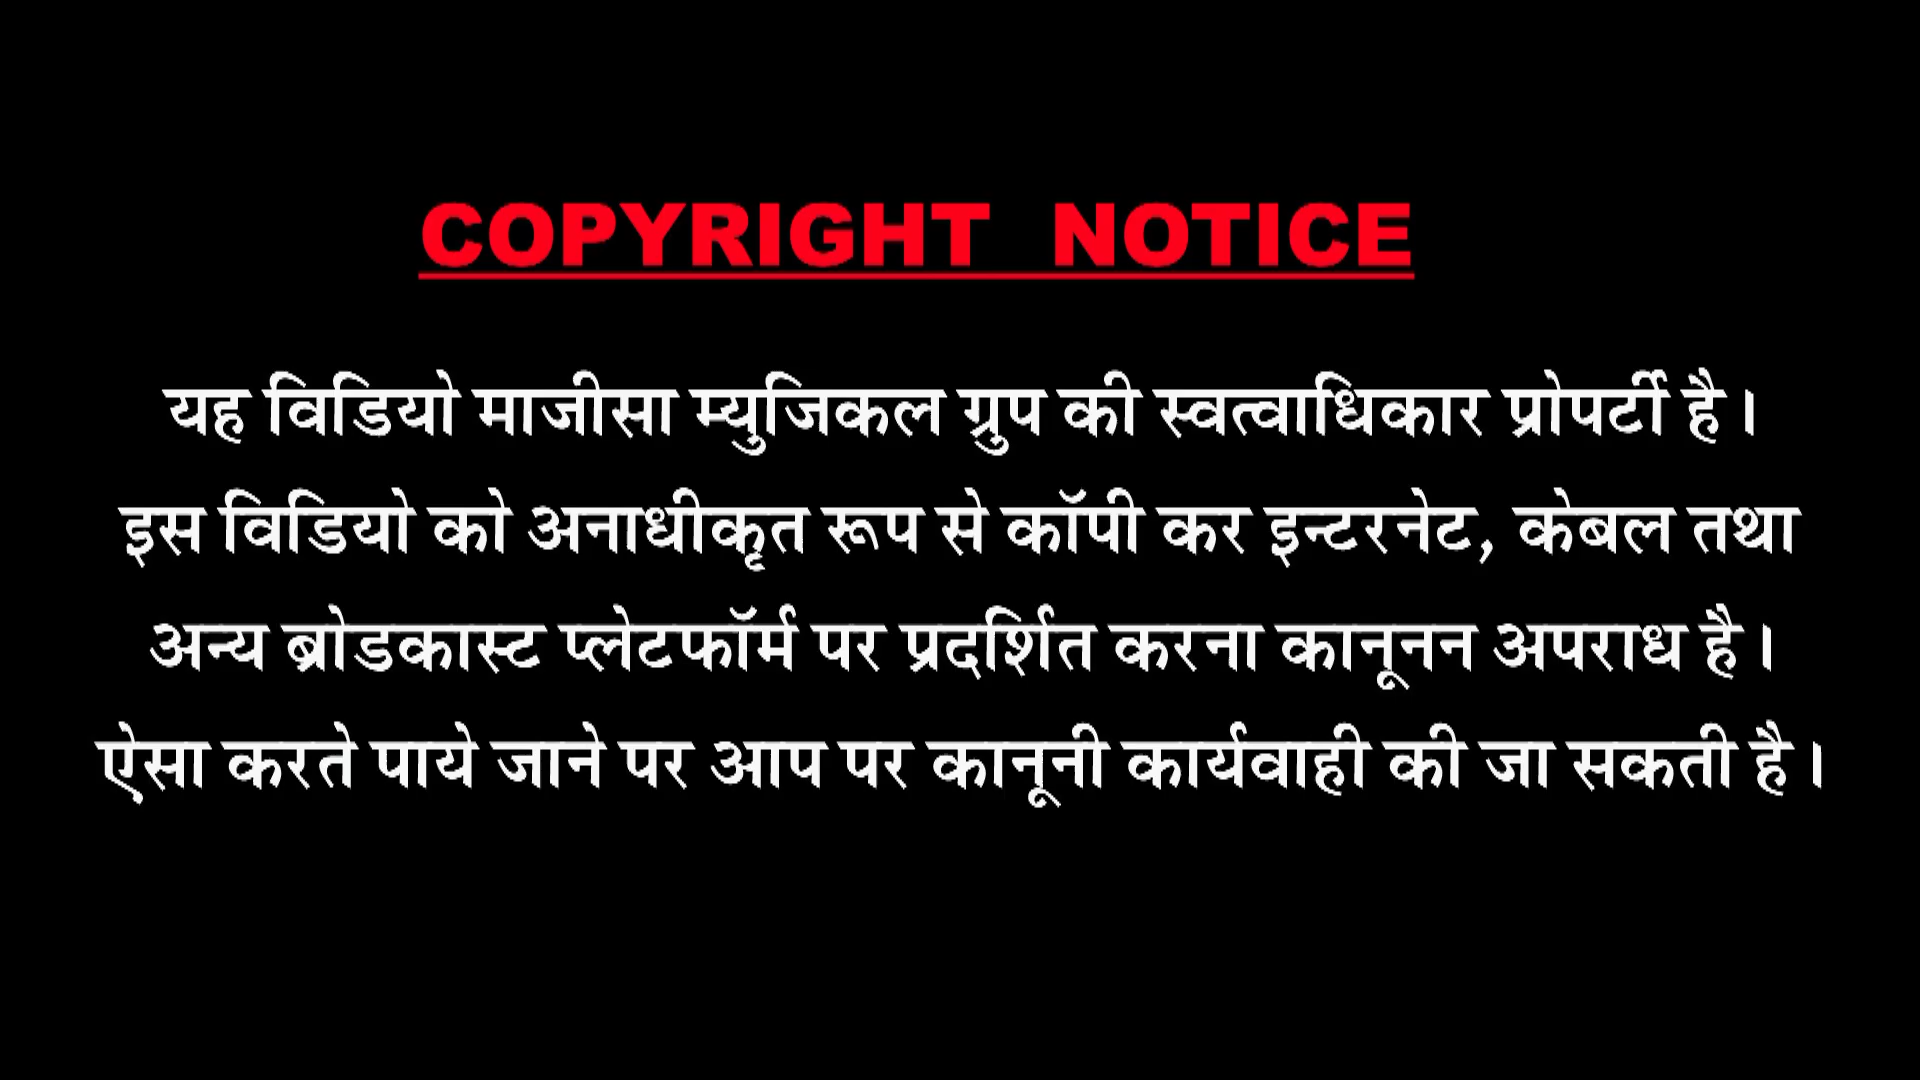 COPYRIGHT NOTICE
यह विडियो माजीसा म्युजिकल ग्रुप की स्वत्वाधिकार प्रोपर्टी है।
इस विडियो को अनाधीकृत रूप से कॉपी कर इन्टरनेट, केबल तथा
अन्य ब्रोडकास्ट प्लेटफॉर्म पर प्रदर्शित करना कानूनन अपराध है।
ऐसा करते पाये जाने पर आप पर कानूनी कार्यवाही की जा सकती है।